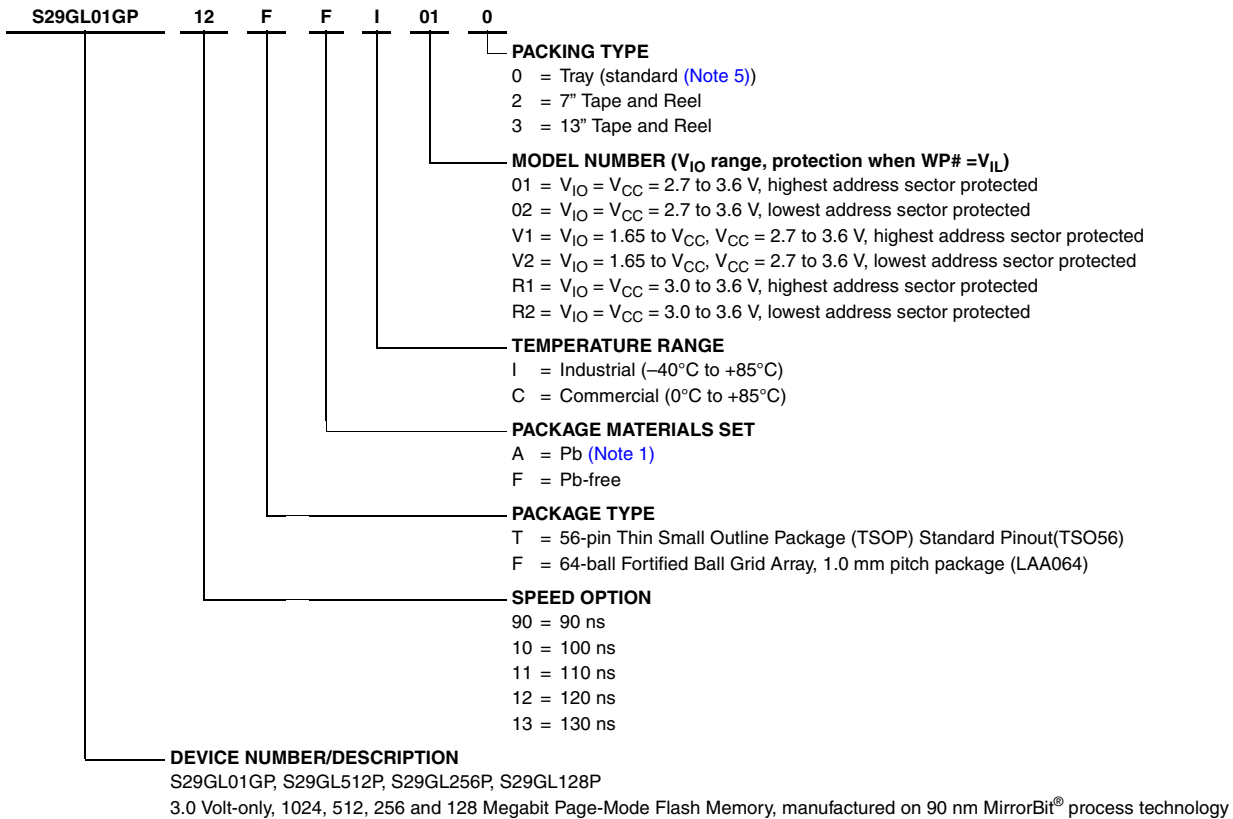 S29GL01GP 12 F F I 01 0
PACKING TYPE
0 = Tray (standard (Note 5))
2 = 7” Tape and Reel
3 = 13” Tape and Reel
MODEL NUMBER (VIO range, protection when WP# =VIL)
01 = VIO = VCC = 2.7 to 3.6 V, highest address sector protected
02 = VIO = VCC = 2.7 to 3.6 V, lowest address sector protected
V1 = VIO = 1.65 to VCC, VCC = 2.7 to 3.6 V, highest address sector protected
V2 = VIO = 1.65 to VCC, VCC = 2.7 to 3.6 V, lowest address sector protected
R1 = VIO = VCC = 3.0 to 3.6 V, highest address sector protected
R2 = VIO = VCC = 3.0 to 3.6 V, lowest address sector protected
TEMPERATURE RANGE
I = Industrial (–40°C to +85°C)
C = Commercial (0°C to +85°C)
PACKAGE MATERIALS SET
A = Pb (Note 1)
F = Pb-free
PACKAGE TYPE
T = 56-pin Thin Small Outline Package (TSOP) Standard Pinout(TSO56)
F = 64-ball Fortified Ball Grid Array, 1.0 mm pitch package (LAA064)
SPEED OPTION
90 = 90 ns
10 = 100 ns
11 = 110 ns
12 = 120 ns
13 = 130 ns
DEVICE NUMBER/DESCRIPTION
S29GL01GP, S29GL512P, S29GL256P, S29GL128P
3.0 Volt-only, 1024, 512, 256 and 128 Megabit Page-Mode Flash Memory, manufactured on 90 nm MirrorBit® process technology